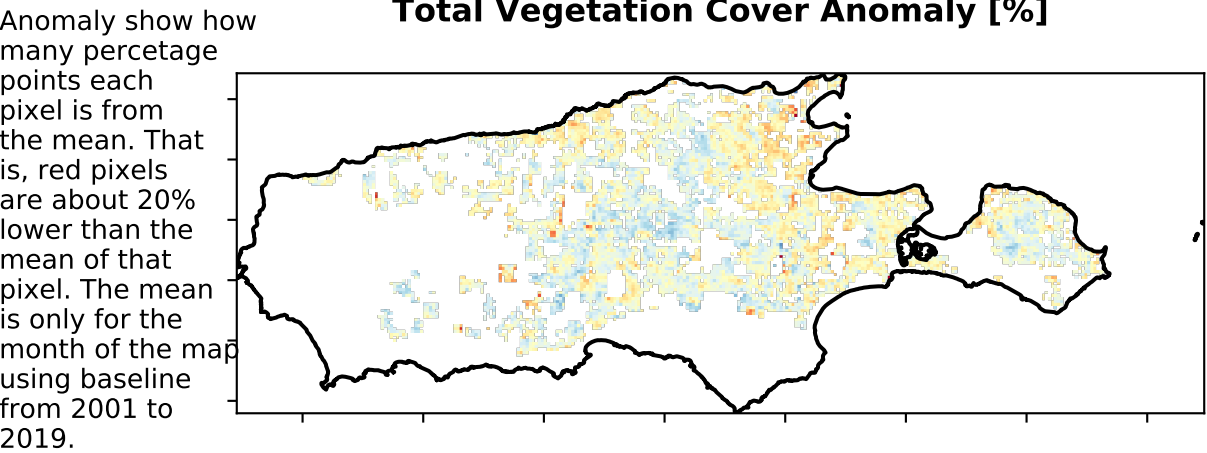 Total Vegetation Cover Anomaly [%]
Anomaly show how
many percetage
points each
pixel is from
the mean. That
is, red pixels
are about 20%
lower than the
mean of that
pixel. The mean
is only for the
month of the map
using baseline
from 2001 to
2019.